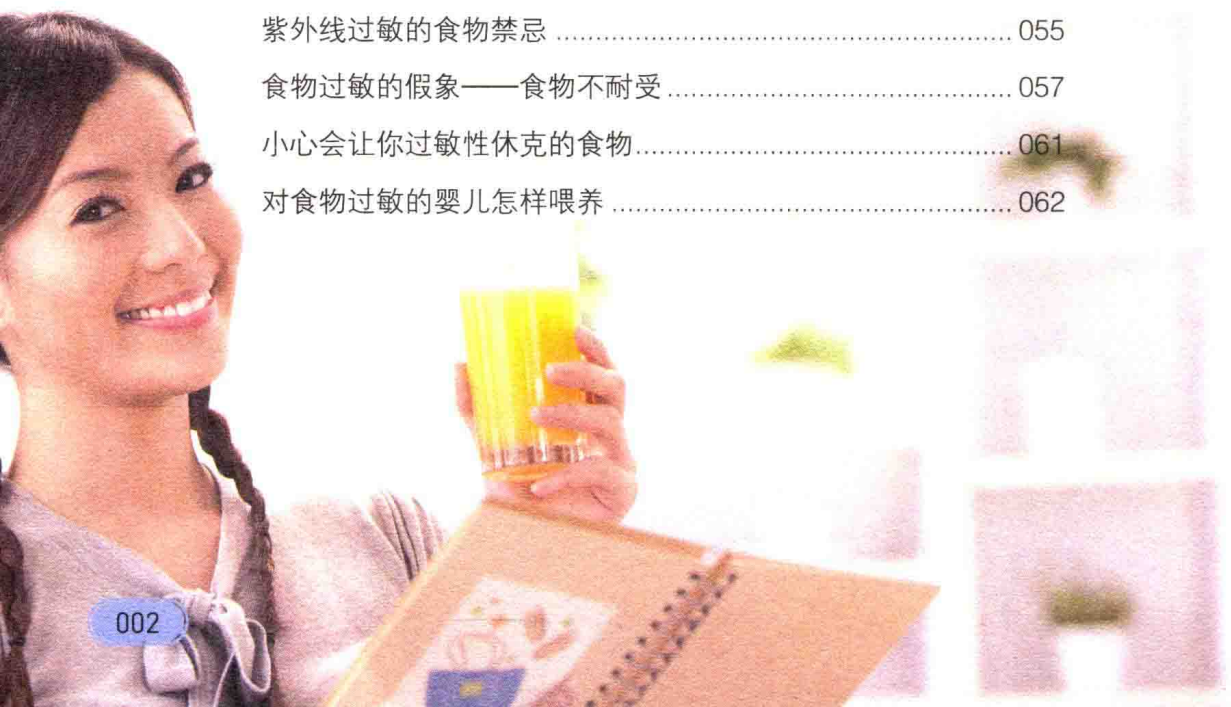 紫外线过敏的食物禁忌 ........................................................ 055
食物过敏的假象——食物不耐受 ........................................... 057
小心会让你过敏性休克的食物............................................... 061
对食物过敏的婴儿怎样喂养 .................................................. 062
002